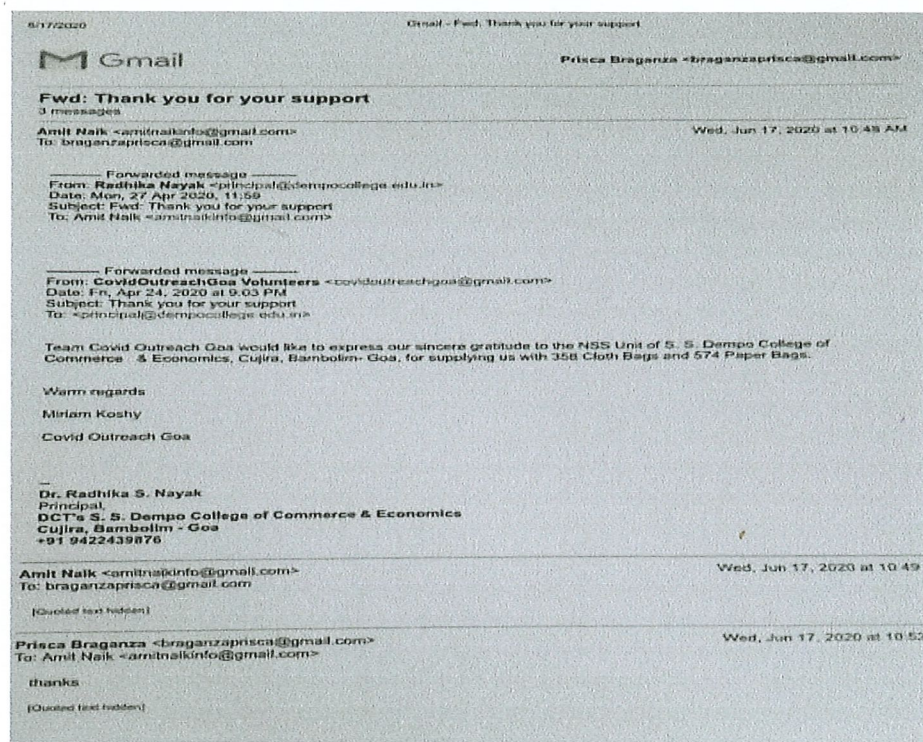 6/17/2020 Gmail - Fwd: Thank you for your support
Gmail Prisca Braganza <braganzaprisca@gmail.com>
Fwd: Thank you for your support
3 messages
Amit Naik <amitnaikinfo@gmail.com> Wed, Jun 17, 2020 at 10:48 AM
To: braganzaprisca@gmail.com
---------- Forwarded message ----------
From: Radhika Nayak <principal@dempocollege.edu.in>
Date: Mon, 27 Apr 2020, 11:59
Subject: Fwd: Thank you for your support
To: Amit Naik <amitnaikinfo@gmail.com>
---------- Forwarded message ----------
From: CovidOutreachGoa Volunteers <covidoutreachgoa@gmail.com>
Date: Fri, Apr 24, 2020 at 9:03 PM
Subject: Thank you for your support
To: <principal@dempocollege.edu.in>
Team Covid Outreach Goa would like to express our sincere gratitude to the NSS Unit of S. S. Dempo College of
Commerce & Economics, Cujira, Bambolim- Goa, for supplying us with 358 Cloth Bags and 574 Paper Bags.
Warm regards
Miriam Koshy
Covid Outreach Goa
--
Dr. Radhika S. Nayak
Principal,
DCT's S. S. Dempo College of Commerce & Economics
Cujira, Bambolim - Goa
+91 9422439876
Amit Naik <amitnaikinfo@gmail.com> Wed, Jun 17, 2020 at 10:49
To: braganzaprisca@gmail.com
[Quoted text hidden]
Prisca Braganza <braganzaprisca@gmail.com> Wed, Jun 17, 2020 at 10:52
To: Amit Naik <amitnaikinfo@gmail.com>
thanks
[Quoted text hidden]